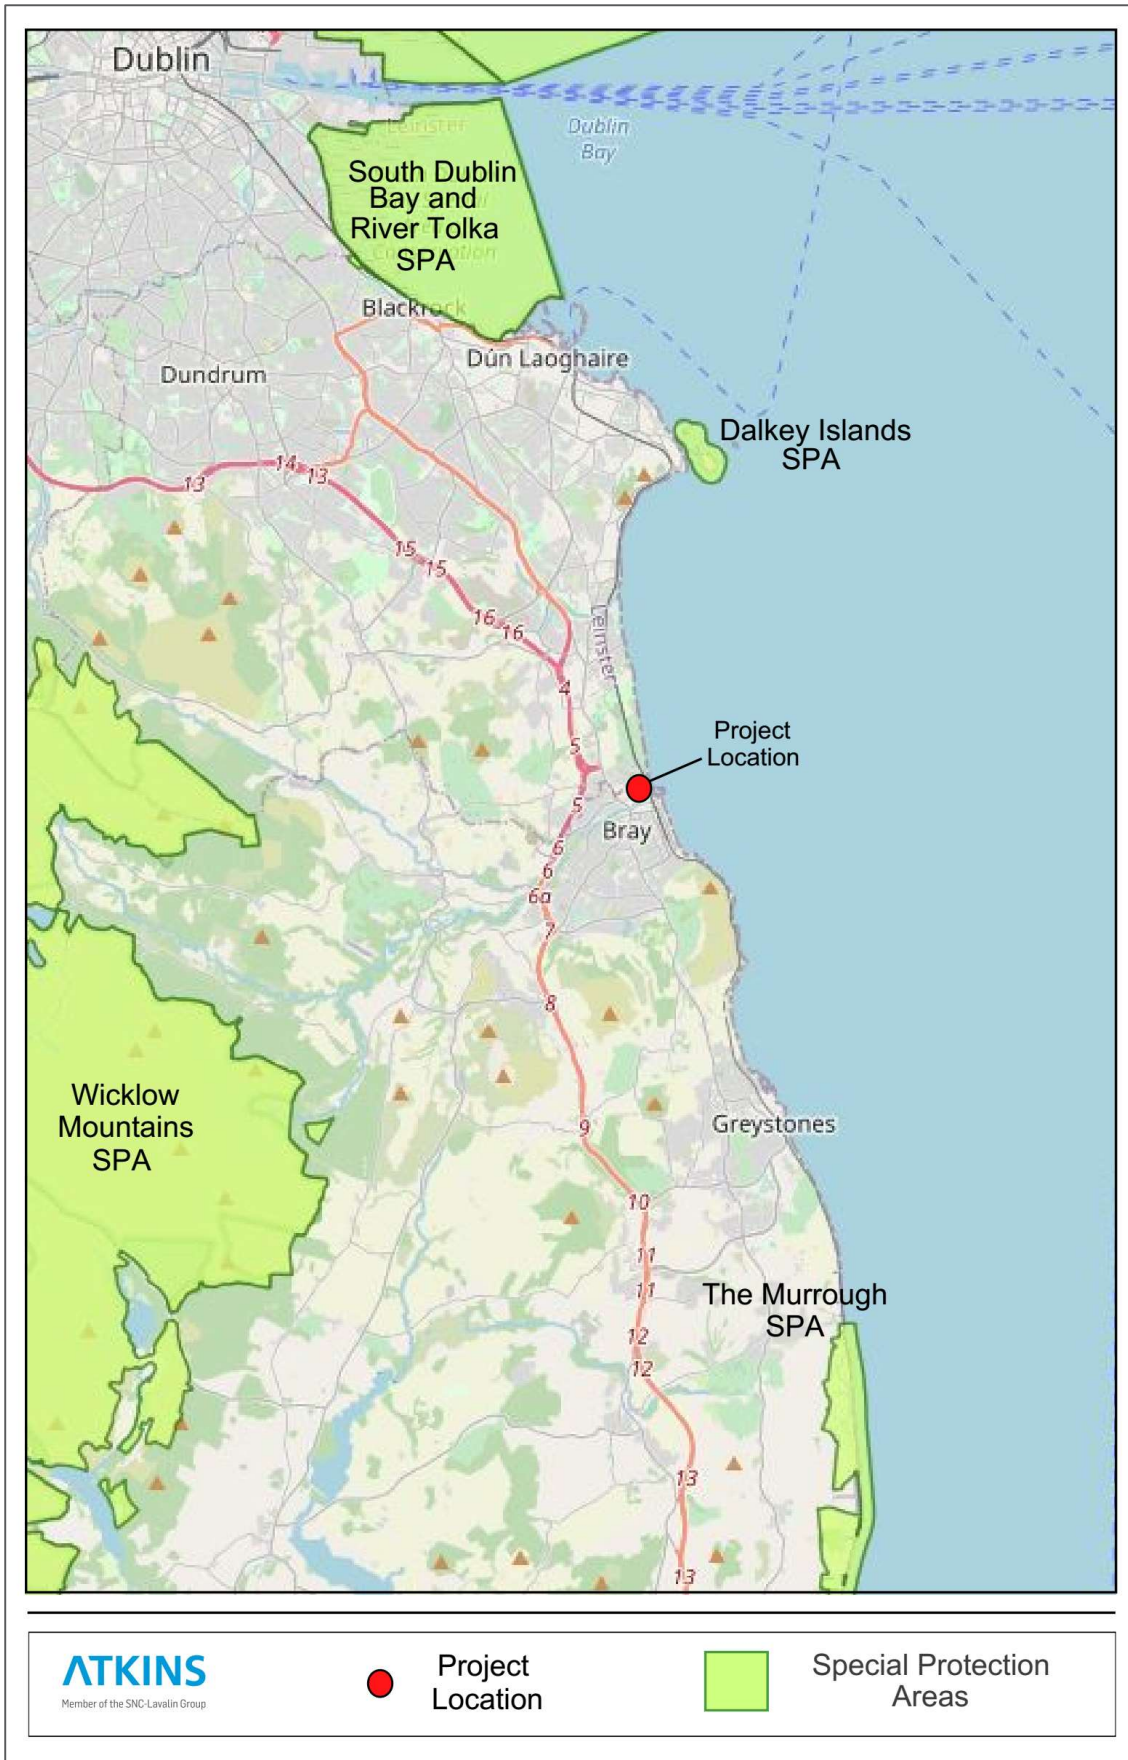 Dublin
Leinster
Dublin
Bay
South Dublin
Bay and
River Tolka
SPA
Blackrock
Dún Laoghaire
Dundrum
Dalkey Islands
SPA
14
13
13
15
15
16
16
Leinster
4
Project
Location
5
5
Bray
6
6
6a
7
8
Wicklow
Mountains
SPA
9
Greystones
10
11
11
The Murrough
SPA
12
12
13
13
ATKINS
Member of the SNC-Lavalin Group
Project
Location
Special Protection
Areas